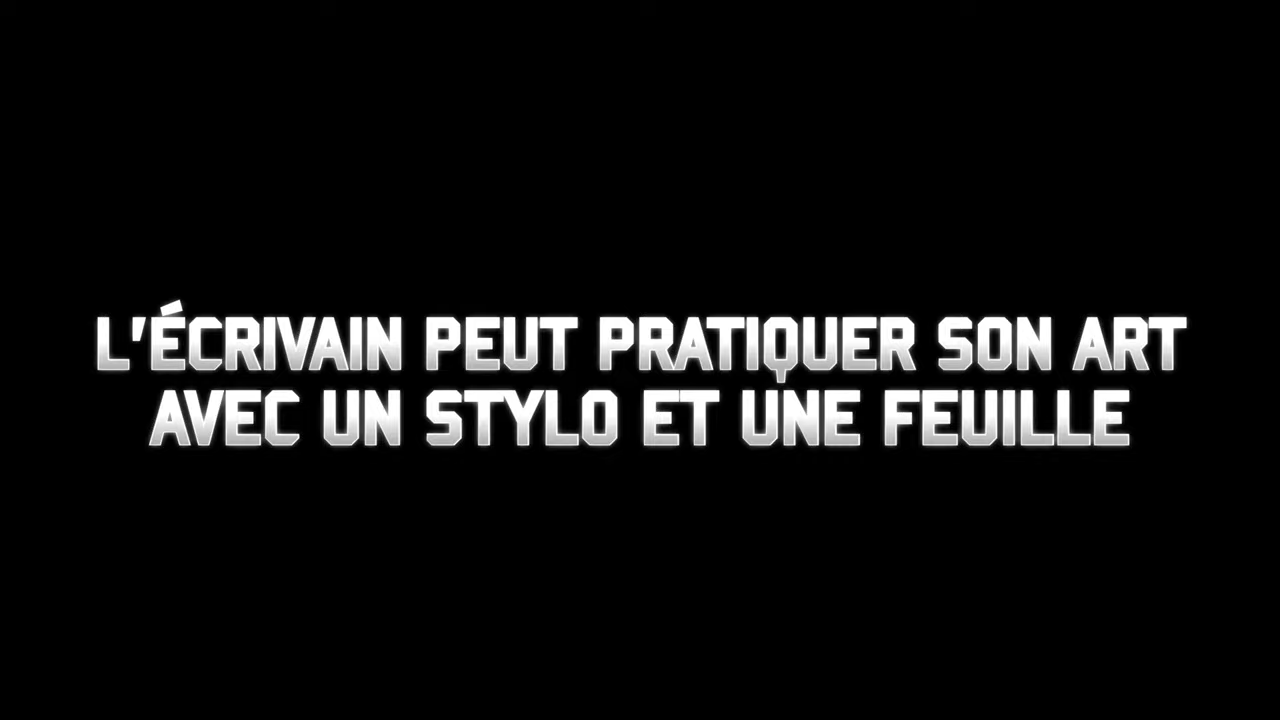 L'ÉCRIVAIN PEUT PRATIQUER SON ART
AVEC UN STYLO ET UNE FEUILLE